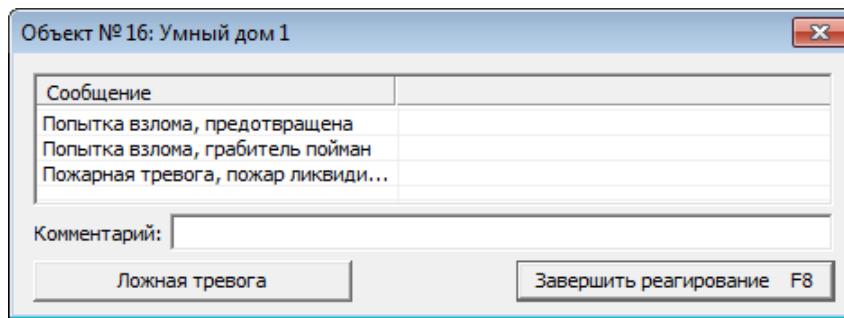 Объект № 16: Умный дом 1
Сообщение
Попытка взлома, предотвращена
Попытка взлома, грабитель пойман
Пожарная тревога, пожар ликвиди...
Комментарий:
Ложная тревога
Завершить реагирование F8